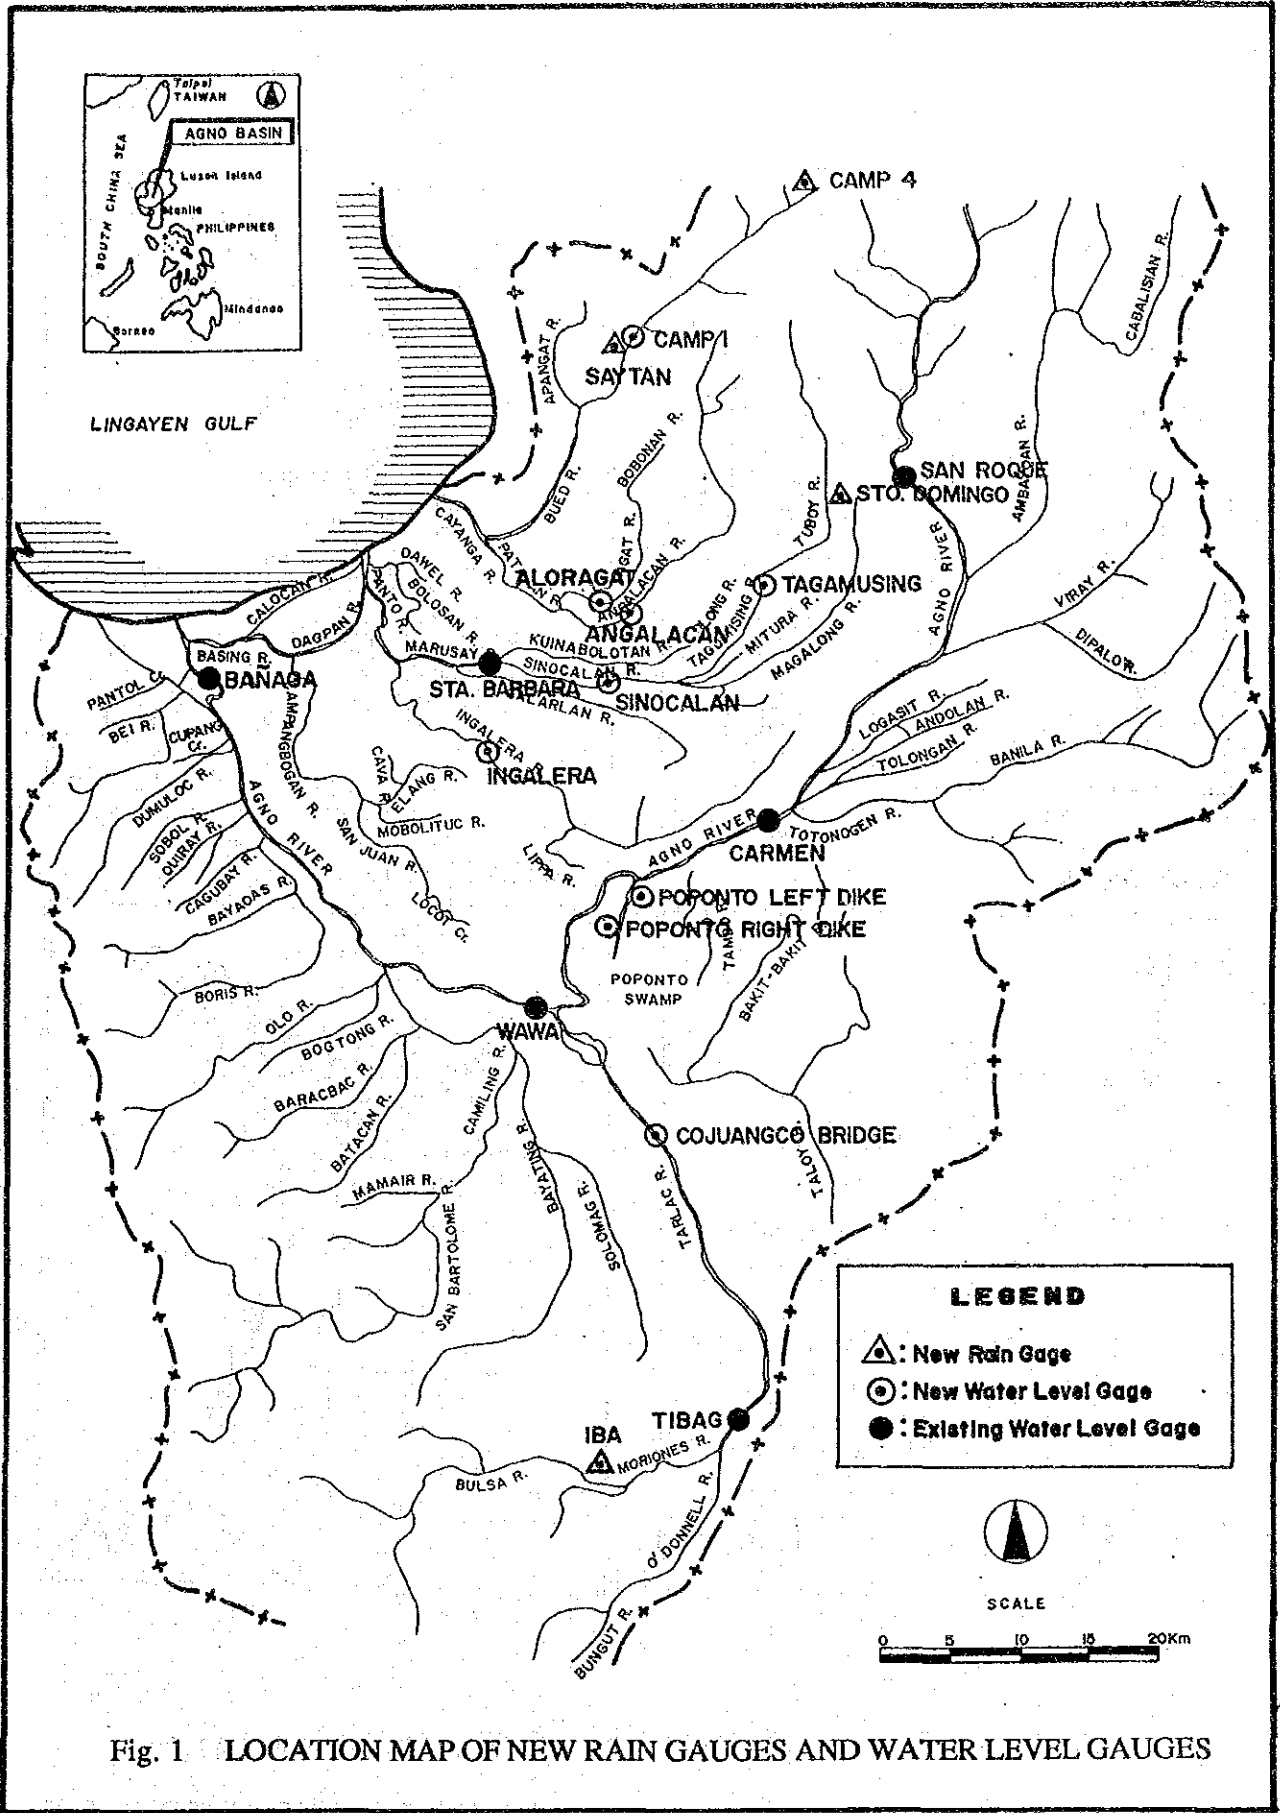 Taipei
TAIWAN
AGNO BASIN
SOUTH CHINA SEA
Luzon Island
Manila
PHILIPPINES
Mindanao
Borneo
LINGAYEN GULF
CAMP 4
CAMP 1
SAYTAN
APANGAT R.
CABALISIAN R.
BOBONAN R.
BUED R.
SAN ROQUE
STO. DOMINGO
AMBAYOAN R.
TUBOY R.
CAYANGA R.
DAWEL R.
BOLOSAN R.
PANTO R.
ALORAGAT
ANGALACAN R.
ANGALACAN
TAGAMUSING
TAGUMISING R.
MITURA R.
MAGALONG R.
AGNO RIVER
VIRAY R.
DIPALO R.
CALOCAN R.
DAGPAN R.
BASING R.
BANAGA
MARUSAY R.
KUINABOLOTAN R.
SINOCALAN R.
STA. BARBARA
SINOCALAN
PANTOL Cr.
BEI R.
CUPANG
Cr.
AMPANGBOGAN R.
INGALERA R.
INGALERA
LOGASIT R.
ANDOLAN R.
TOLONGAN R.
BANILA R.
DUMULOC R.
SOBOL R.
QUIRAY R.
AGNO RIVER
CAVA R.
ELANG R.
MOBOLITUC R.
SAN JUAN R.
LIPPA R.
AGNO RIVER
CARMEN
TOTONOGEN R.
CAGUBAY R.
BAYAOAS R.
LOCOT Cr.
POPONTO LEFT DIKE
POPONTO RIGHT DIKE
POPONTO
SWAMP
BAKIT-BAKIT
BORIS R.
OLO R.
BOGTONG R.
WAWA
BARACBAC R.
BATACAN R.
CAMILING R.
MAMAIR R.
BAYATING R.
SOLOMAG R.
SAN BARTOLOME R.
COJUANGCO BRIDGE
TARLAC R.
TALOY
IBA
TIBAG
MORIONES R.
BULSA R.
O'DONNELL R.
BUNGUT R.
LEGEND
: New Rain Gage
: New Water Level Gage
: Existing Water Level Gage
SCALE
0 5 10 15 20Km
Fig. 1 LOCATION MAP OF NEW RAIN GAUGES AND WATER LEVEL GAUGES